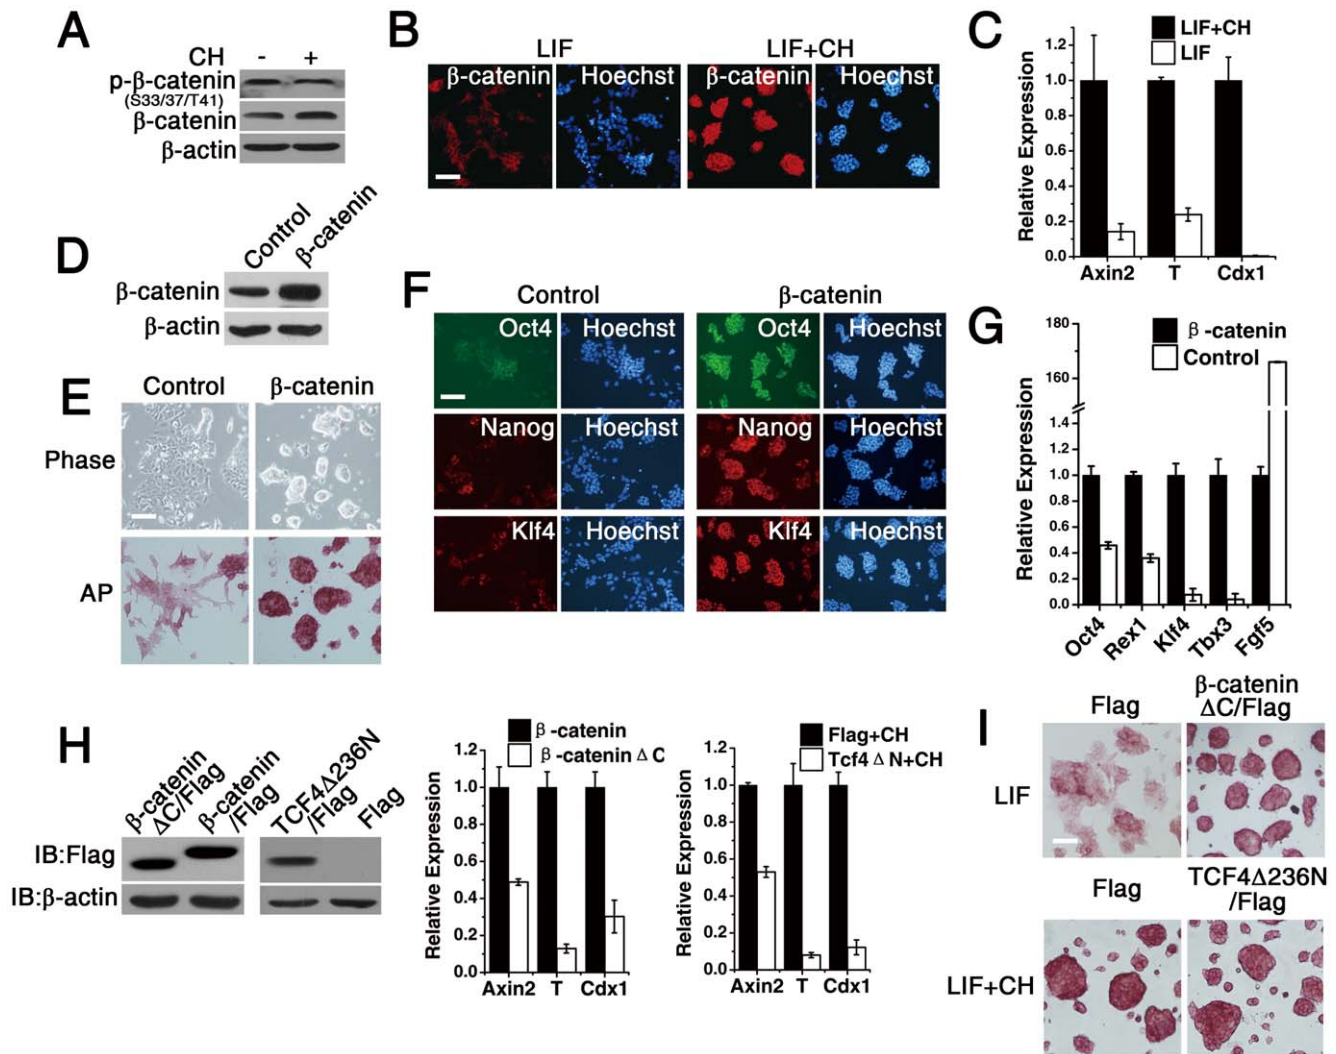 A
CH - +
p-β-catenin
(S33/37/T41)
β-catenin
β-actin
B
LIF LIF+CH
β-catenin Hoechst β-catenin Hoechst
C
LIF+CH
LIF
Relative Expression
1.2
1.0
0.8
0.6
0.4
0.2
0.0
Axin2 T Cdx1
D
Control β-catenin
β-catenin
β-actin
E
Control β-catenin
Phase
AP
F
Control β-catenin
Oct4 Hoechst Oct4 Hoechst
Nanog Hoechst Nanog Hoechst
Klf4 Hoechst Klf4 Hoechst
G
β-catenin
Control
Relative Expression
180
160
1.4
1.2
1.0
0.8
0.6
0.4
0.2
0.0
Oct4 Rex1 Klf4 Tbx3 Fgf5
H
β-catenin
ΔC/Flag
β-catenin
/Flag
TCF4Δ236N
/Flag
Flag
IB:Flag
IB:β-actin
β-catenin
β-cateninΔC
Relative Expression
1.2
1.0
0.8
0.6
0.4
0.2
0.0
Axin2 T Cdx1
Flag+CH
Tcf4ΔN+CH
Relative Expression
1.2
1.0
0.8
0.6
0.4
0.2
0.0
Axin2 T Cdx1
I
Flag
β-catenin
ΔC/Flag
LIF
Flag
TCF4Δ236N
/Flag
LIF+CH